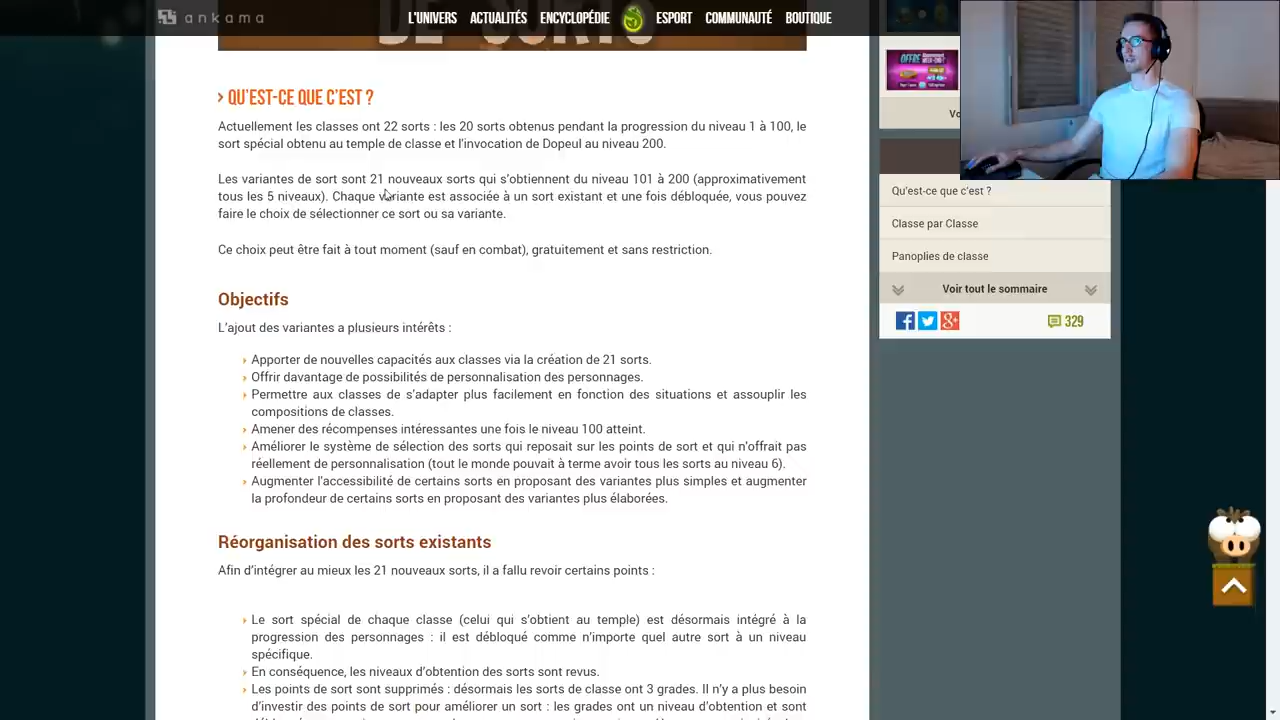 ankama
L'UNIVERS
ACTUALITÉS
ENCYCLOPÉDIE
ESPORT
COMMUNAUTÉ
BOUTIQUE
DE SORTS
QU'EST-CE QUE C'EST ?
Actuellement les classes ont 22 sorts : les 20 sorts obtenus pendant la progression du niveau 1 à 100, le
sort spécial obtenu au temple de classe et l'invocation de Dopeul au niveau 200.
Les variantes de sort sont 21 nouveaux sorts qui s'obtiennent du niveau 101 à 200 (approximativement
tous les 5 niveaux). Chaque variante est associée à un sort existant et une fois débloquée, vous pouvez
faire le choix de sélectionner ce sort ou sa variante.
Ce choix peut être fait à tout moment (sauf en combat), gratuitement et sans restriction.
Objectifs
L'ajout des variantes a plusieurs intérêts :
Apporter de nouvelles capacités aux classes via la création de 21 sorts.
Offrir davantage de possibilités de personnalisation des personnages.
Permettre aux classes de s'adapter plus facilement en fonction des situations et assouplir les
compositions de classes.
Amener des récompenses intéressantes une fois le niveau 100 atteint.
Améliorer le système de sélection des sorts qui reposait sur les points de sort et qui n'offrait pas
réellement de personnalisation (tout le monde pouvait à terme avoir tous les sorts au niveau 6).
Augmenter l'accessibilité de certains sorts en proposant des variantes plus simples et augmenter
la profondeur de certains sorts en proposant des variantes plus élaborées.
Réorganisation des sorts existants
Afin d'intégrer au mieux les 21 nouveaux sorts, il a fallu revoir certains points :
Le sort spécial de chaque classe (celui qui s'obtient au temple) est désormais intégré à la
progression des personnages : il est débloqué comme n'importe quel autre sort à un niveau
spécifique.
En conséquence, les niveaux d'obtention des sorts sont revus.
Les points de sort sont supprimés : désormais les sorts de classe ont 3 grades. Il n'y a plus besoin
d'investir des points de sort pour améliorer un sort : les grades ont un niveau d'obtention et sont
OFFRE
Vo
Qu'est-ce que c'est ?
Classe par Classe
Panoplies de classe
Voir tout le sommaire
329